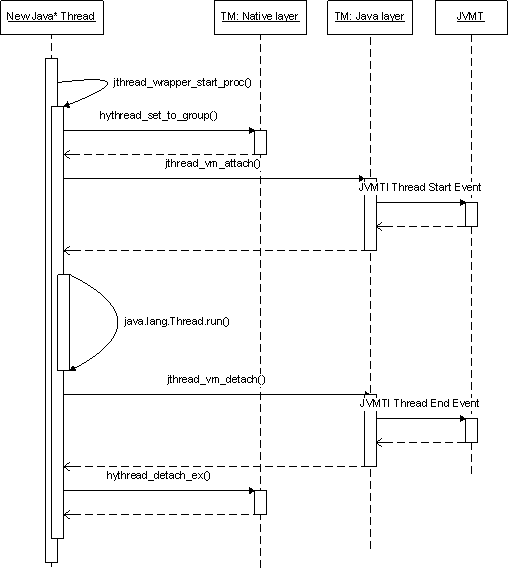 New Java* Thread
TM: Native layer
TM: Java layer
JVMT
jthread_wrapper_start_proc()
hythread_set_to_group()
jthread_vm_attach()
JVMTI Thread Start Event
java.lang.Thread.run()
jthread_vm_detach()
JVMTI Thread End Event
hythread_detach_ex()